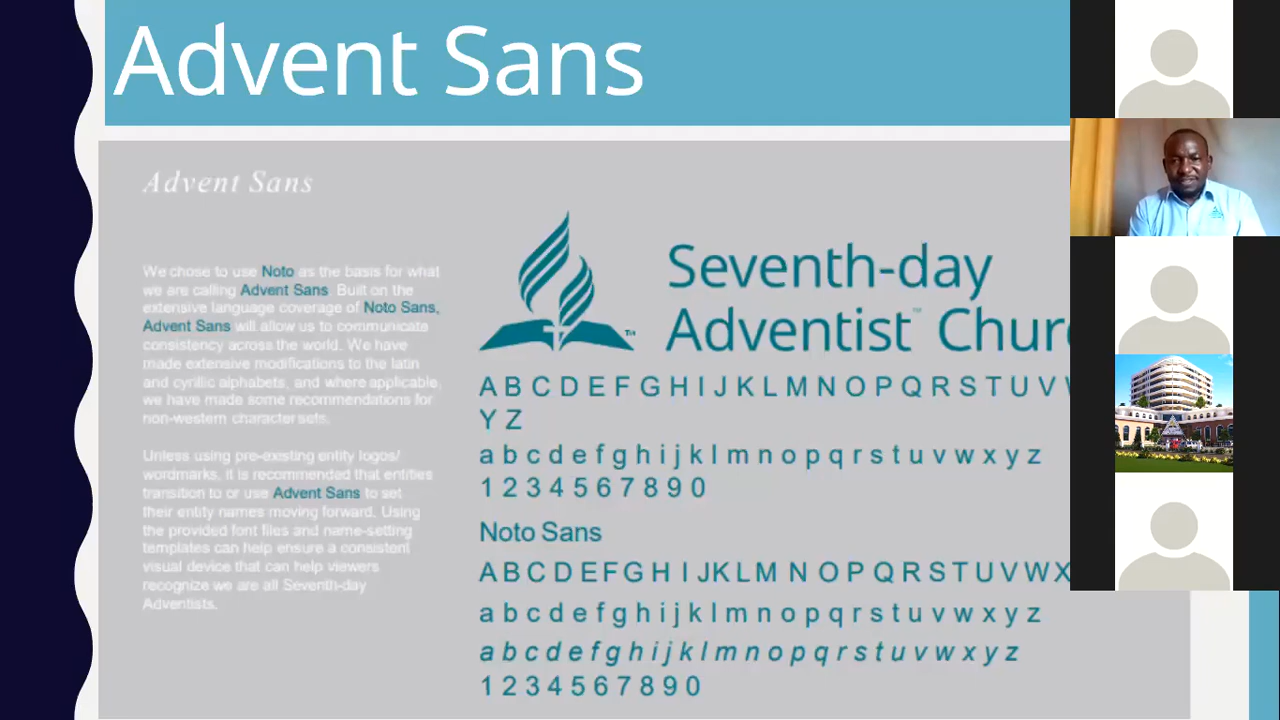 Advent Sans
Advent Sans
We chose to use Noto as the basis for what
we are calling Advent Sans. Built on the
extensive language coverage of Noto Sans,
Advent Sans will allow us to communicate
consistency across the world. We have
made extensive modifications to the latin
and cyrillic alphabets, and where applicable,
we have made some recommendations for
non-western character sets.
Unless using pre-existing entity logos/
wordmarks, it is recommended that entities
transition to or use Advent Sans to set
their entity names moving forward. Using
the provided font files and name-setting
templates can help ensure a consistent
visual device that can help viewers
recognize we are all Seventh-day
Adventists.
™
Seventh-day
Adventist™ Churc
A B C D E F G H I J K L M N O P Q R S T U V
Y Z
a b c d e f g h i j k l m n o p q r s t u v w x y z
1 2 3 4 5 6 7 8 9 0
Noto Sans
A B C D E F G H I J K L M N O P Q R S T U V W X
a b c d e f g h i j k l m n o p q r s t u v w x y z
a b c d e f g h i j k l m n o p q r s t u v w x y z
1 2 3 4 5 6 7 8 9 0